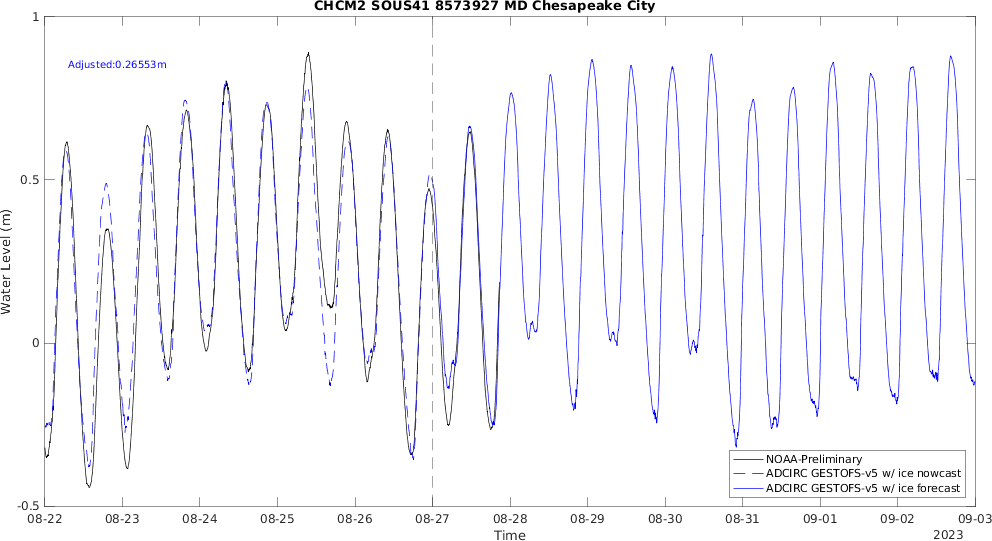 CHCM2 SOUS41 8573927 MD Chesapeake City
Adjusted:0.26553m
Water Level (m)
1
0.5
0
-0.5
NOAA-Preliminary
ADCIRC GESTOFS-v5 w/ ice nowcast
ADCIRC GESTOFS-v5 w/ ice forecast
08-22 08-23 08-24 08-25 08-26 08-27 08-28 08-29 08-30 08-31 09-01 09-02 09-03
Time
2023